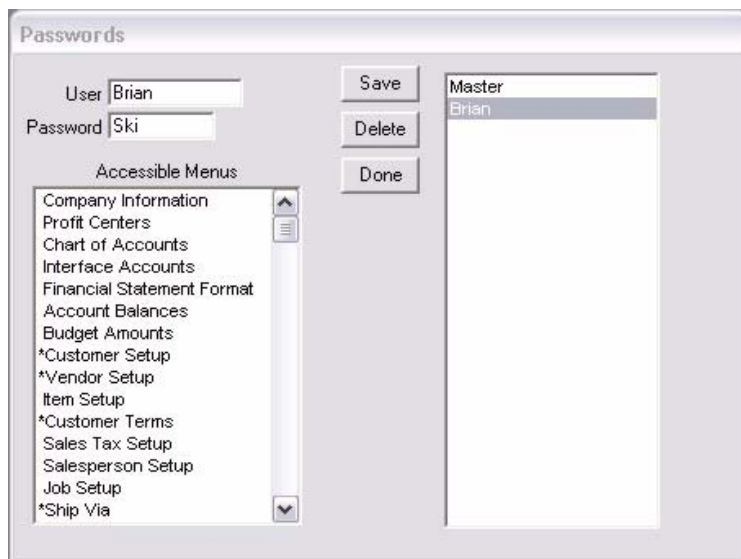 Passwords
User Brian
Password Ski
Accessible Menus
Company Information
Profit Centers
Chart of Accounts
Interface Accounts
Financial Statement Format
Account Balances
Budget Amounts
*Customer Setup
*Vendor Setup
Item Setup
*Customer Terms
Sales Tax Setup
Salesperson Setup
Job Setup
*Ship Via
Save
Delete
Done
Master
Brian